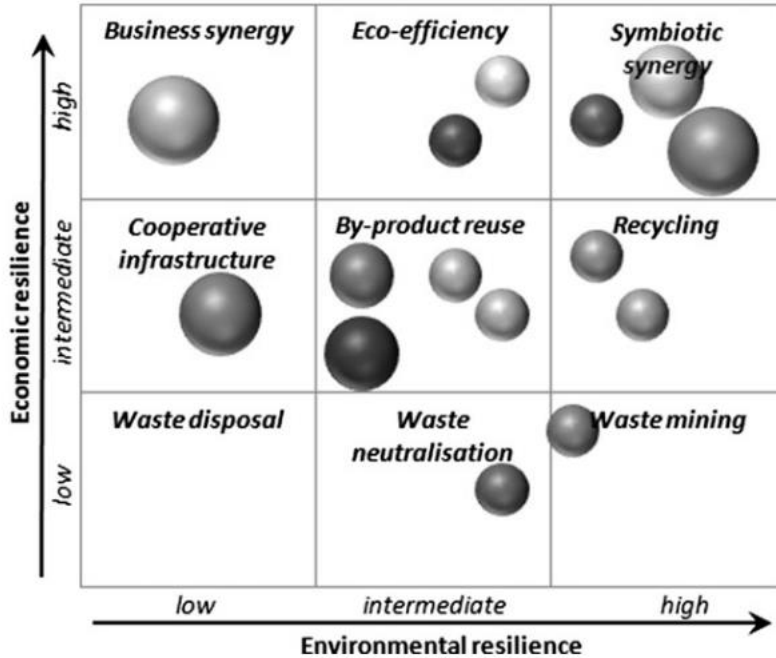 Business synergy
Eco-efficiency
Symbiotic
synergy
high
Cooperative
infrastructure
By-product reuse
Recycling
intermediate
Economic resilience
Waste disposal
Waste
neutralisation
Waste mining
low
low
intermediate
high
Environmental resilience